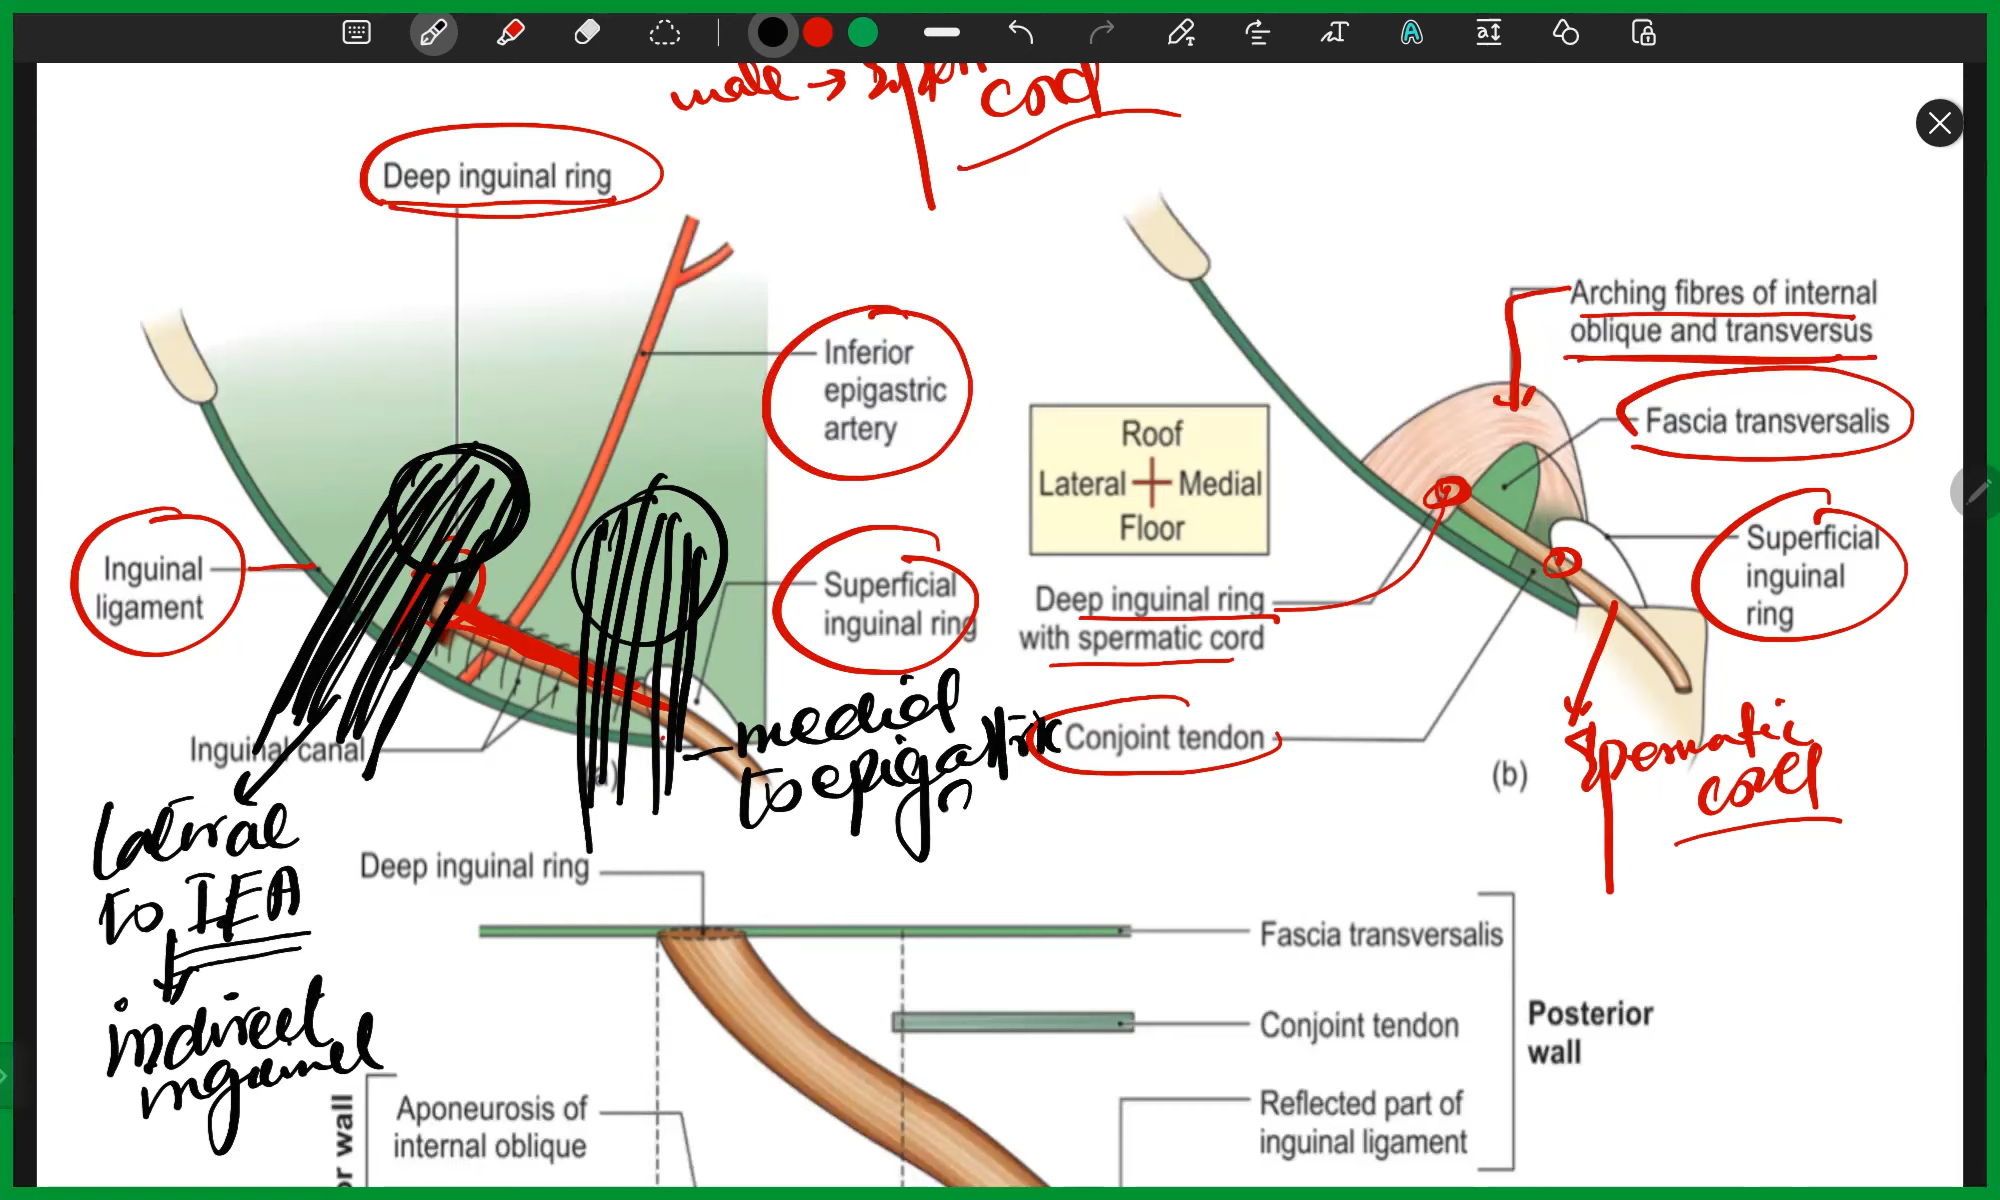 male → cord
Deep inguinal ring
Inferior
epigastric
artery
Inguinal
ligament
Superficial
inguinal ring
Inguinal canal
(a)
medial
to epigastric
Lateral
to IEA
indirect
inguinal
Roof
Lateral Medial
Floor
Arching fibres of internal
oblique and transversus
Fascia transversalis
Superficial
inguinal
ring
Deep inguinal ring
with spermatic cord
Conjoint tendon
(b)
Spermatic
cord
Deep inguinal ring
Fascia transversalis
Conjoint tendon
Reflected part of
inguinal ligament
Posterior
wall
Aponeurosis of
internal oblique
or wall